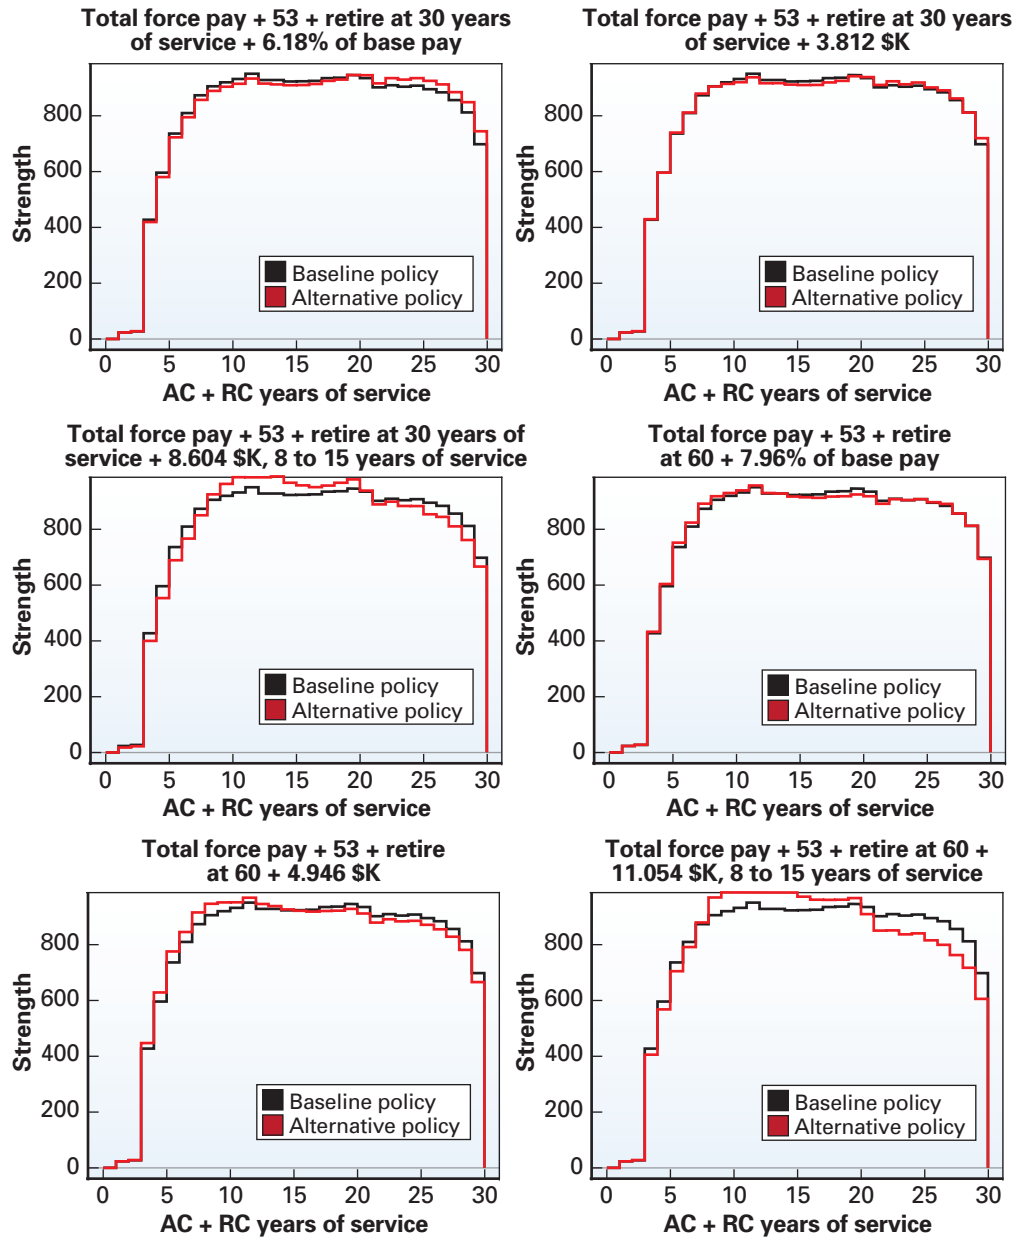 Total force pay + 53 + retire at 30 years
of service + 6.18% of base pay
Strength
800
600
400
200
0
Baseline policy
Alternative policy
0 5 10 15 20 25 30
AC + RC years of service
Total force pay + 53 + retire at 30 years
of service + 3.812 $K
Strength
800
600
400
200
0
Baseline policy
Alternative policy
0 5 10 15 20 25 30
AC + RC years of service
Total force pay + 53 + retire at 30 years of
service + 8.604 $K, 8 to 15 years of service
Strength
800
600
400
200
0
Baseline policy
Alternative policy
0 5 10 15 20 25 30
AC + RC years of service
Total force pay + 53 + retire
at 60 + 7.96% of base pay
Strength
800
600
400
200
0
Baseline policy
Alternative policy
0 5 10 15 20 25 30
AC + RC years of service
Total force pay + 53 + retire
at 60 + 4.946 $K
Strength
800
600
400
200
0
Baseline policy
Alternative policy
0 5 10 15 20 25 30
AC + RC years of service
Total force pay + 53 + retire at 60 +
11.054 $K, 8 to 15 years of service
Strength
800
600
400
200
0
Baseline policy
Alternative policy
0 5 10 15 20 25 30
AC + RC years of service